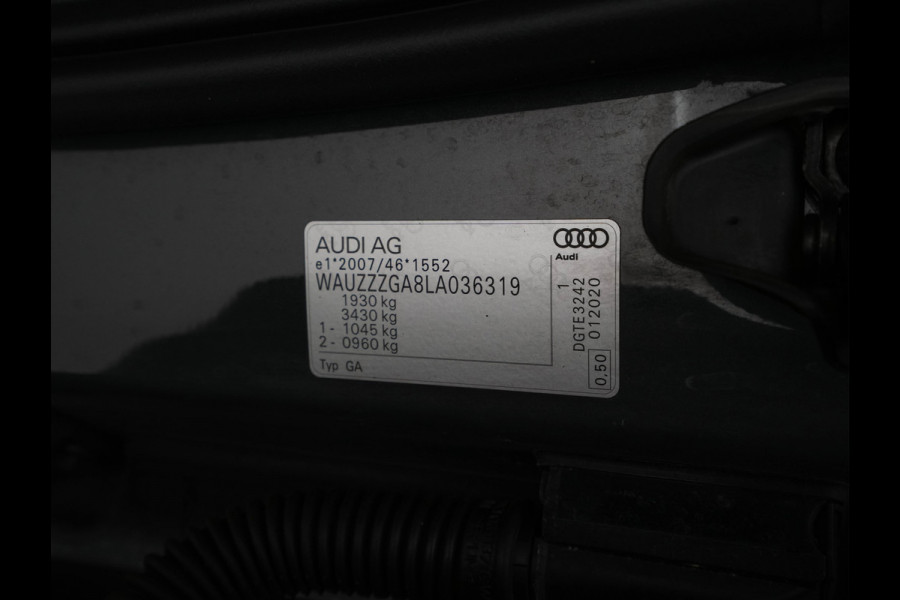 AUDI AG
e1*2007/46*1552
WAUZZZGA8LA036319
1930 kg
3430 kg
1 - 1045 kg
2 - 0960 kg
Typ GA
Audi
1
DGTE3242
012020
0,50